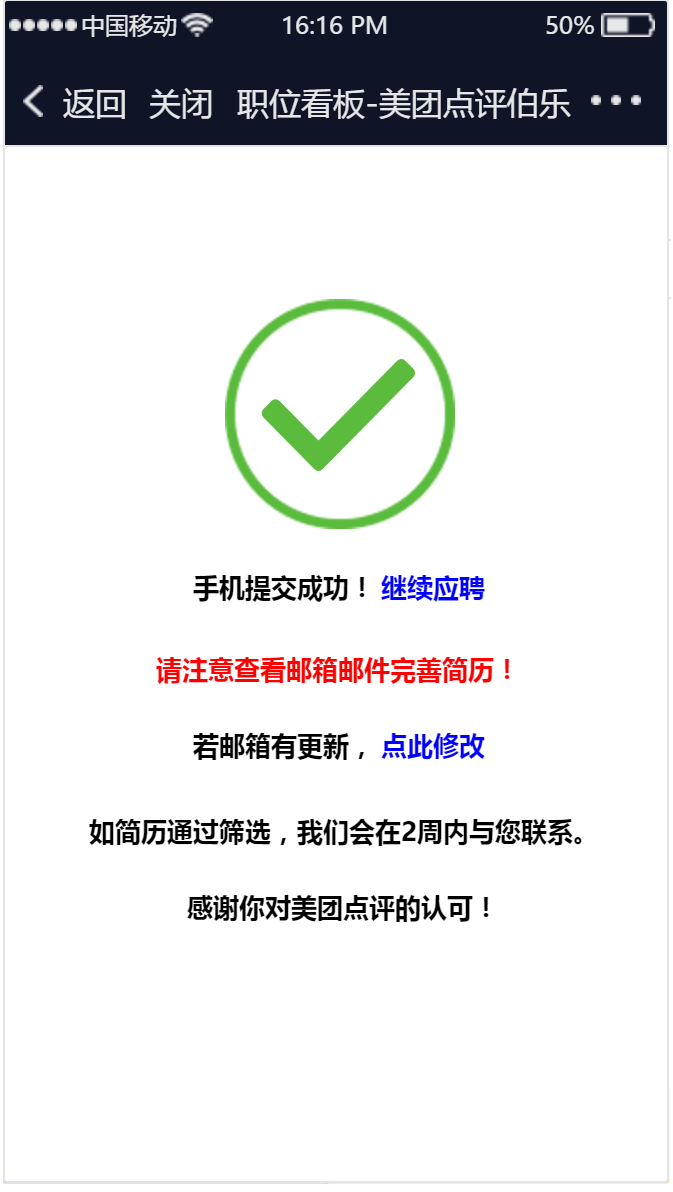 中国移动 16:16 PM 50%
返回 关闭 职位看板-美团点评伯乐
手机提交成功！ 继续应聘
请注意查看邮箱邮件完善简历！
若邮箱有更新， 点此修改
如简历通过筛选，我们会在2周内与您联系。
感谢你对美团点评的认可！